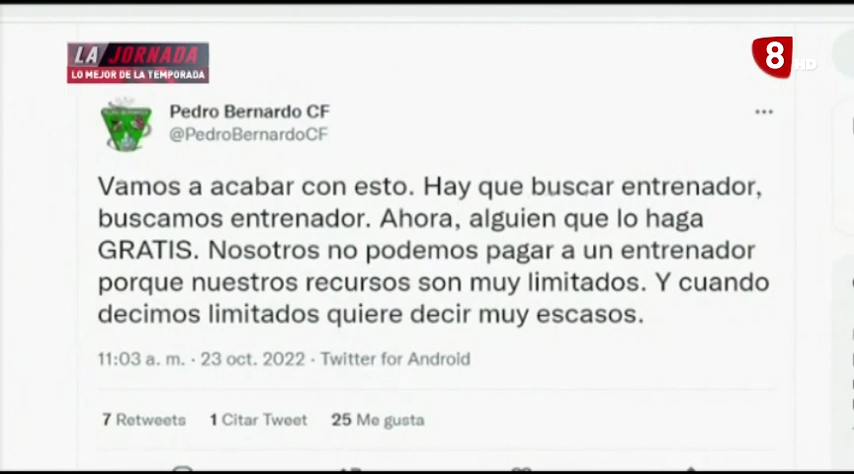 LA JORNADA
LO MEJOR DE LA TEMPORADA
8 HD
Pedro Bernardo CF
@PedroBernardoCF
Vamos a acabar con esto. Hay que buscar entrenador,
buscamos entrenador. Ahora, alguien que lo haga
GRATIS. Nosotros no podemos pagar a un entrenador
porque nuestros recursos son muy limitados. Y cuando
decimos limitados quiere decir muy escasos.
11:03 a. m. · 23 oct. 2022 · Twitter for Android
7 Retweets 1 Citar Tweet 25 Me gusta